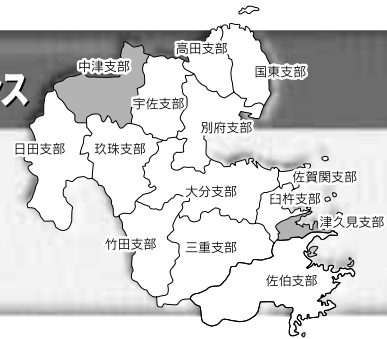 ンス
高田支部
中津支部
国東支部
宇佐支部
別府支部
日田支部
玖珠支部
佐賀関支部
大分支部
臼杵支部
津久見支部
竹田支部
三重支部
佐伯支部